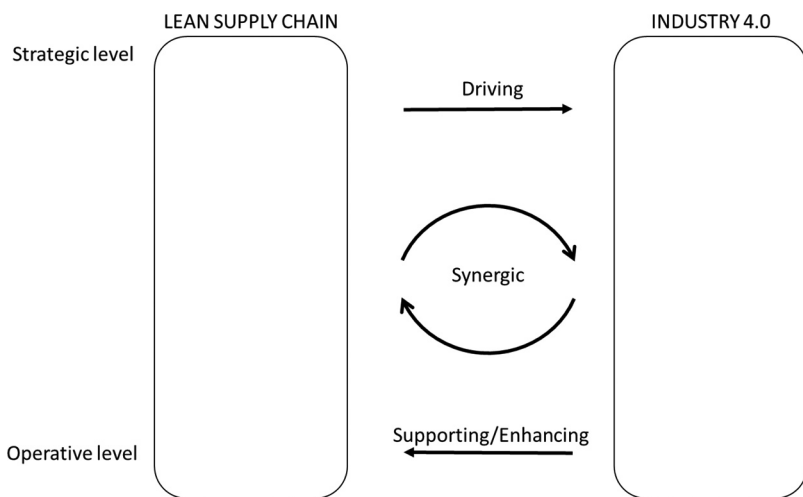 LEAN SUPPLY CHAIN
INDUSTRY 4.0
Strategic level
Driving
Synergic
Supporting/Enhancing
Operative level